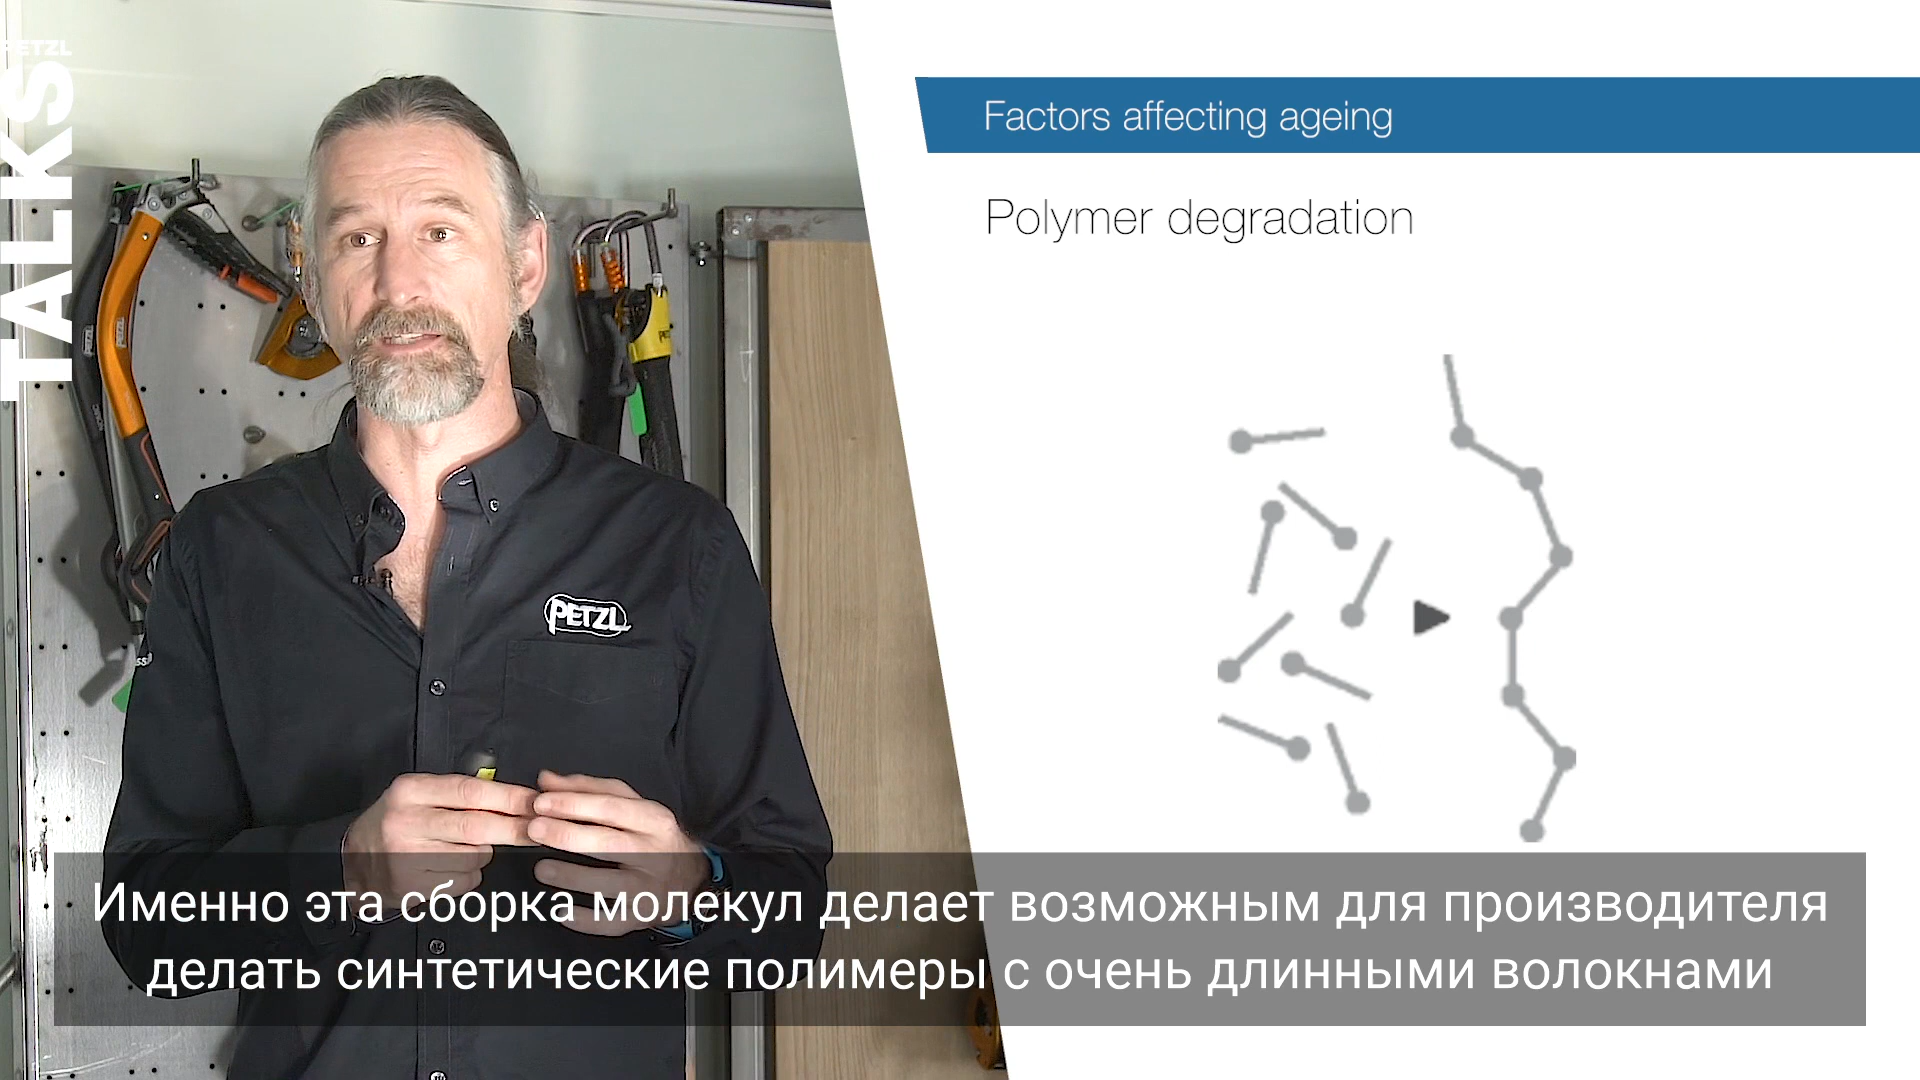 PETZL
TALKS
Factors affecting ageing
Polymer degradation
PETZL
Именно эта сборка молекул делает возможным для производителя
делать синтетические полимеры с очень длинными волокнами